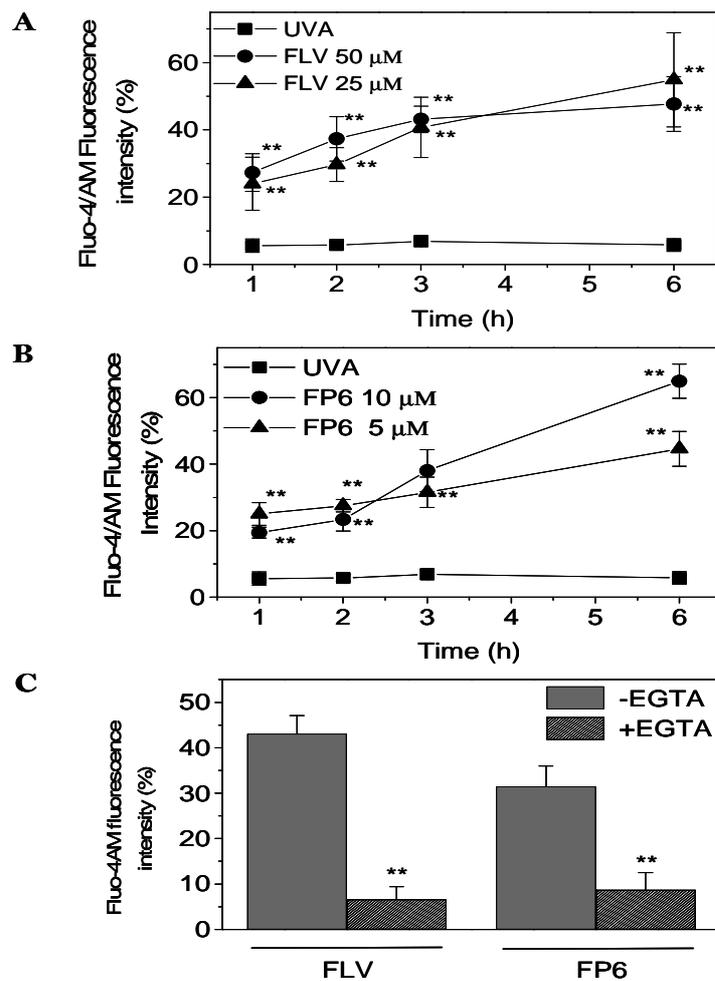 A
UVA
FLV 50 μM
FLV 25 μM
Fluo-4/AM Fluorescence
intensity (%)
60
40
20
0
**
**
**
**
**
**
**
**
1 2 3 4 5 6
Time (h)
B
UVA
FP6 10 μM
FP6 5 μM
Fluo-4/AM Fluorescence
Intensity (%)
60
40
20
0
**
**
**
**
**
**
**
1 2 3 4 5 6
Time (h)
C
-EGTA
+EGTA
Fluo-4AM fluorescence
intensity (%)
50
40
30
20
10
0
**
**
FLV FP6